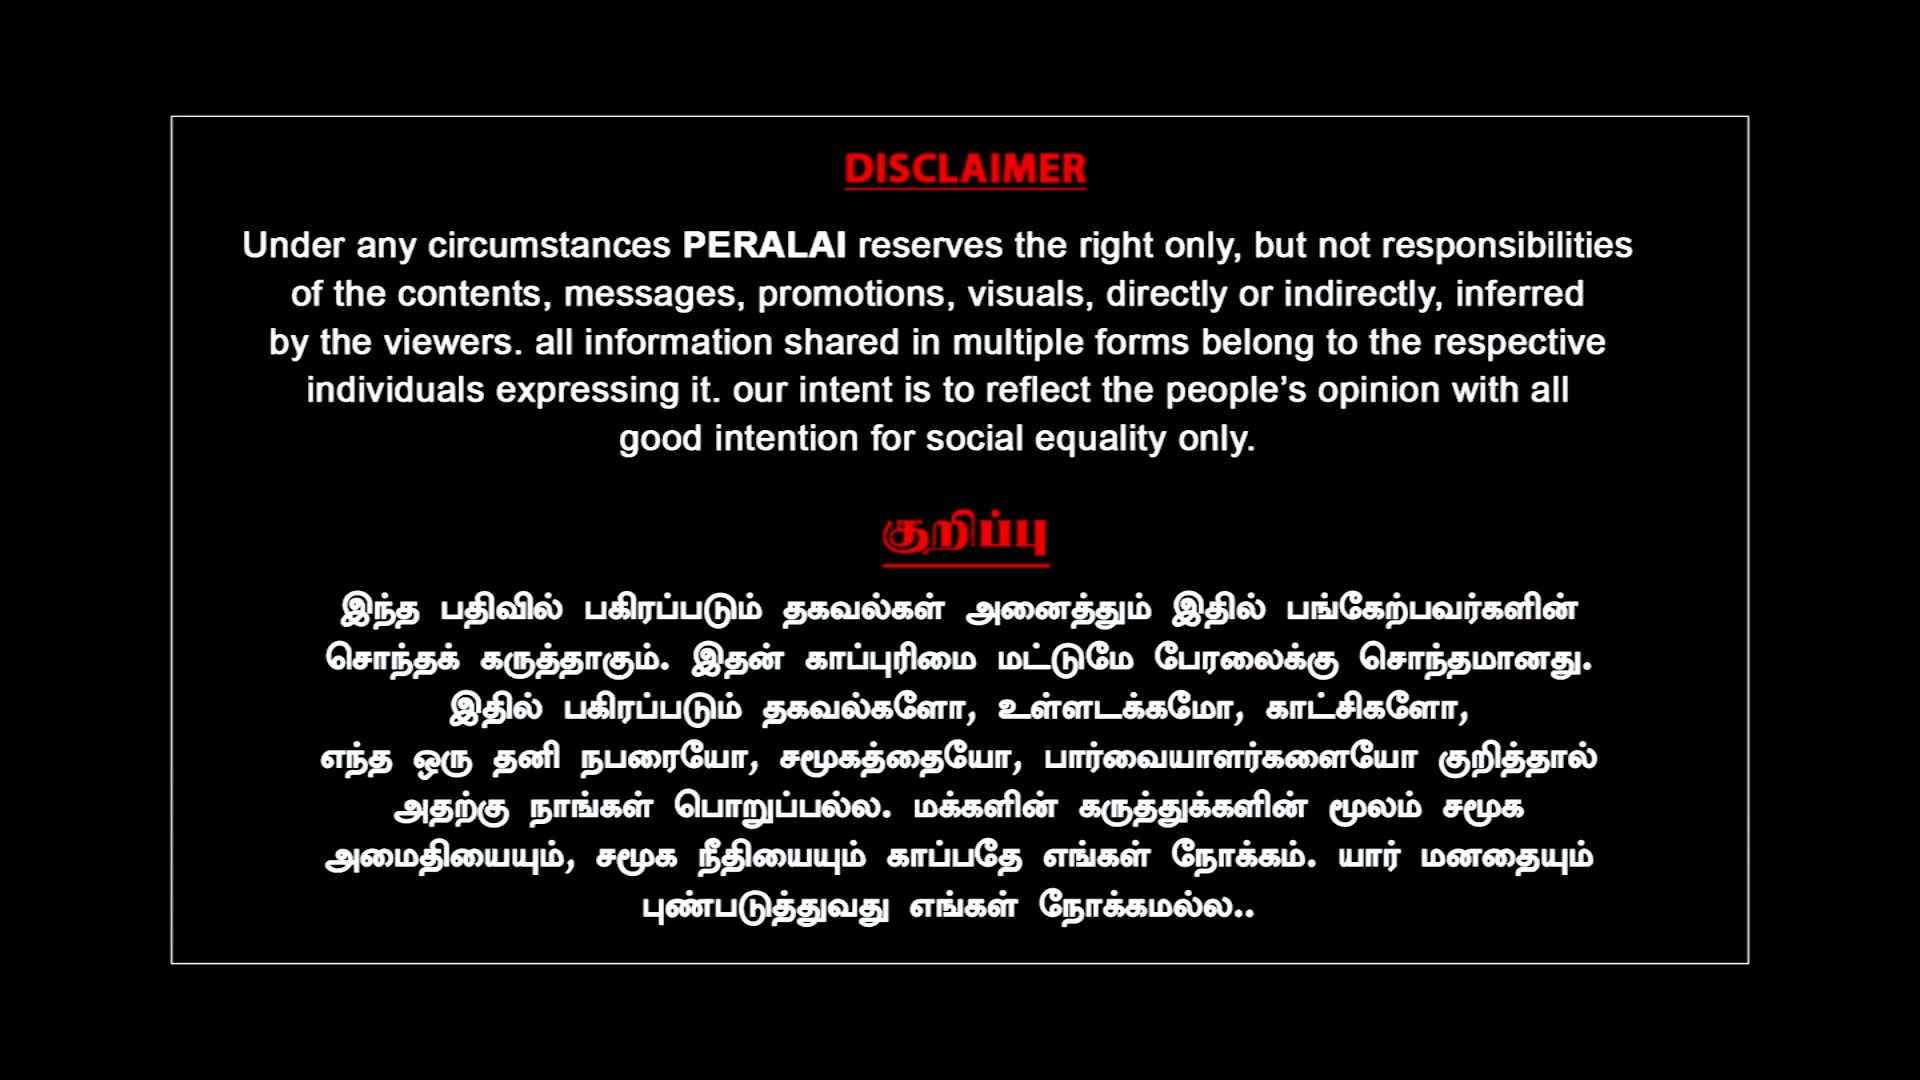 DISCLAIMER
Under any circumstances PERALAI reserves the right only, but not responsibilities
of the contents, messages, promotions, visuals, directly or indirectly, inferred
by the viewers. all information shared in multiple forms belong to the respective
individuals expressing it. our intent is to reflect the people’s opinion with all
good intention for social equality only.
குறிப்பு
இந்த பதிவில் பகிரப்படும் தகவல்கள் அனைத்தும் இதில் பங்கேற்பவர்களின்
சொந்தக் கருத்தாகும். இதன் காப்புரிமை மட்டுமே பேரலைக்கு சொந்தமானது.
இதில் பகிரப்படும் தகவல்களோ, உள்ளடக்கமோ, காட்சிகளோ,
எந்த ஒரு தனி நபரையோ, சமூகத்தையோ, பார்வையாளர்களையோ குறித்தால்
அதற்கு நாங்கள் பொறுப்பல்ல. மக்களின் கருத்துக்களின் மூலம் சமூக
அமைதியையும், சமூக நீதியையும் காப்பதே எங்கள் நோக்கம். யார் மனதையும்
புண்படுத்துவது எங்கள் நோக்கமல்ல..